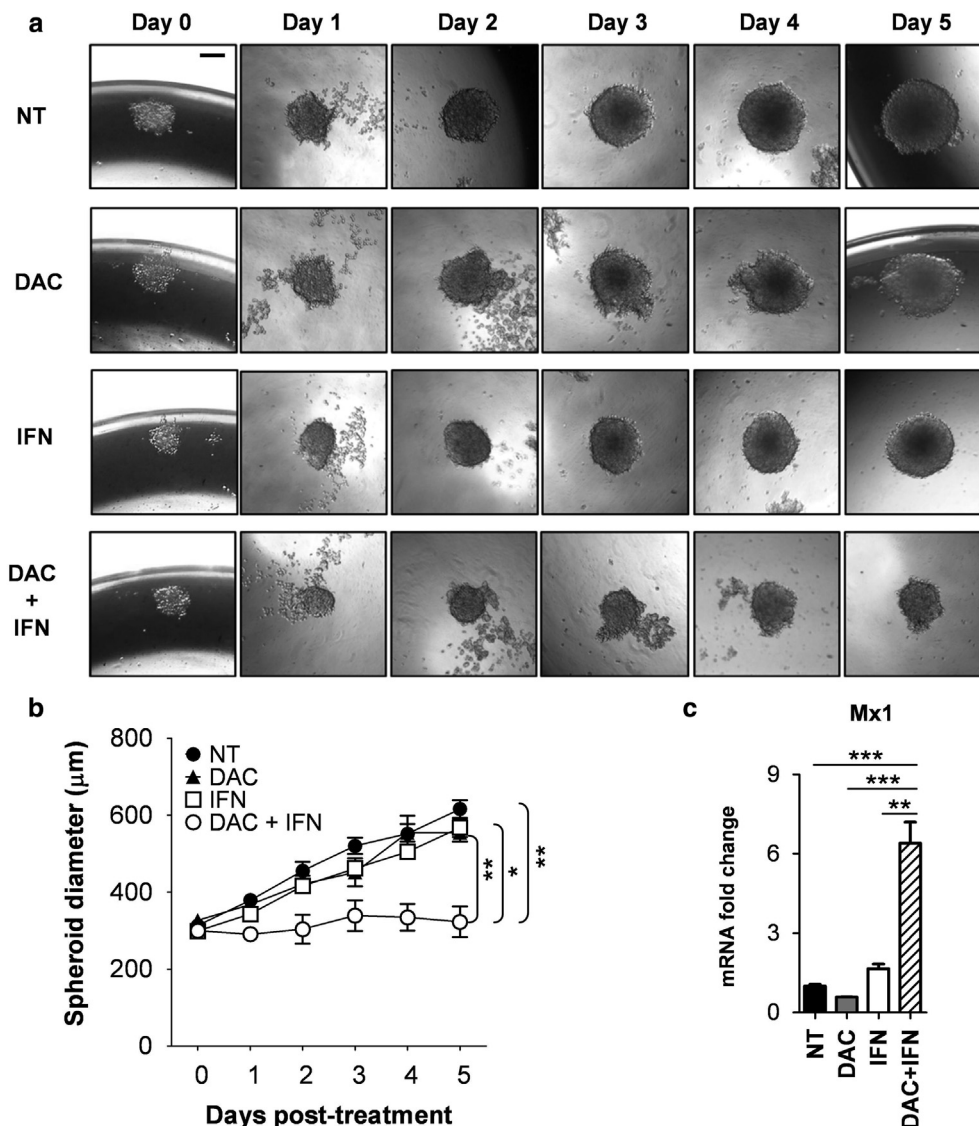 a
Day 0 Day 1 Day 2 Day 3 Day 4 Day 5
NT
DAC
IFN
DAC
+
IFN
b
Spheroid diameter (μm)
800
600
400
200
0
NT
DAC
IFN
DAC + IFN
**
*
**
0 1 2 3 4 5
Days post-treatment
c
Mx1
***
***
**
mRNA fold change
9
6
3
0
NT
DAC
IFN
DAC+IFN